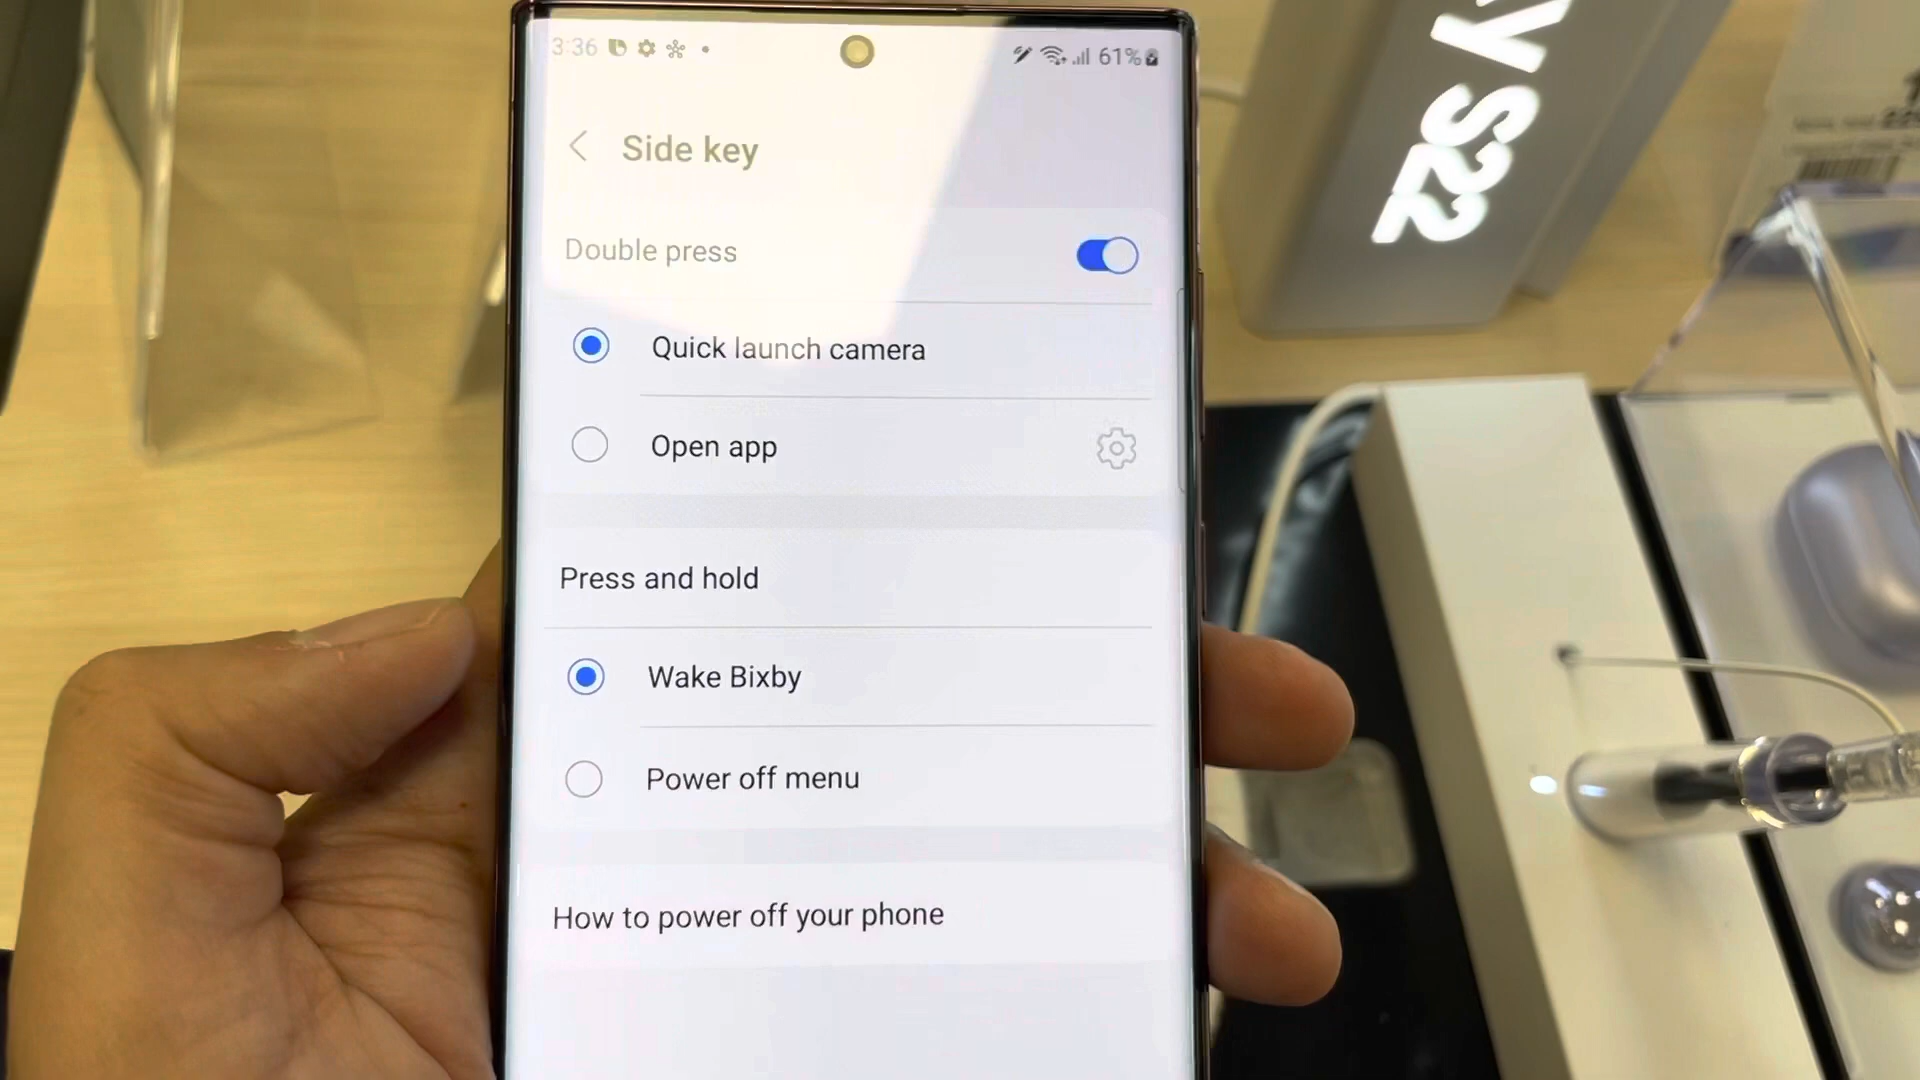 3:36 61%
Side key
Double press
Quick launch camera
Open app
Press and hold
Wake Bixby
Power off menu
How to power off your phone
Y S22